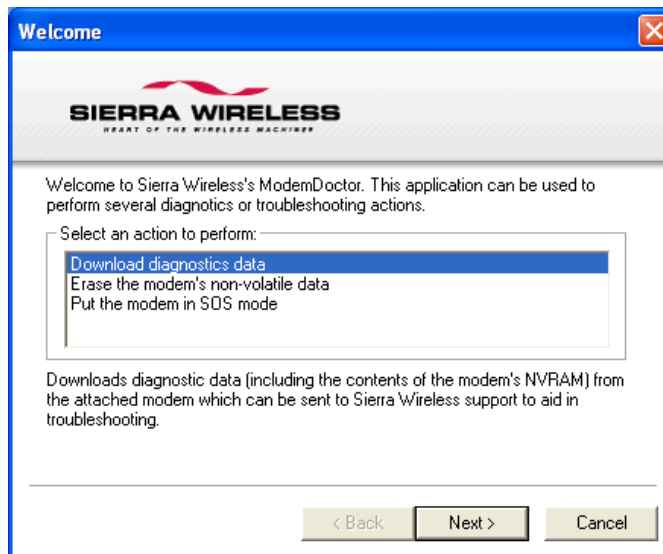 Welcome
SIERRA WIRELESS
HEART OF THE WIRELESS MACHINE®
Welcome to Sierra Wireless's ModemDoctor. This application can be used to
perform several diagnotics or troubleshooting actions.
Select an action to perform:
Download diagnostics data
Erase the modem's non-volatile data
Put the modem in SOS mode
Downloads diagnostic data (including the contents of the modem's NVRAM) from
the attached modem which can be sent to Sierra Wireless support to aid in
troubleshooting.
< Back
Next >
Cancel